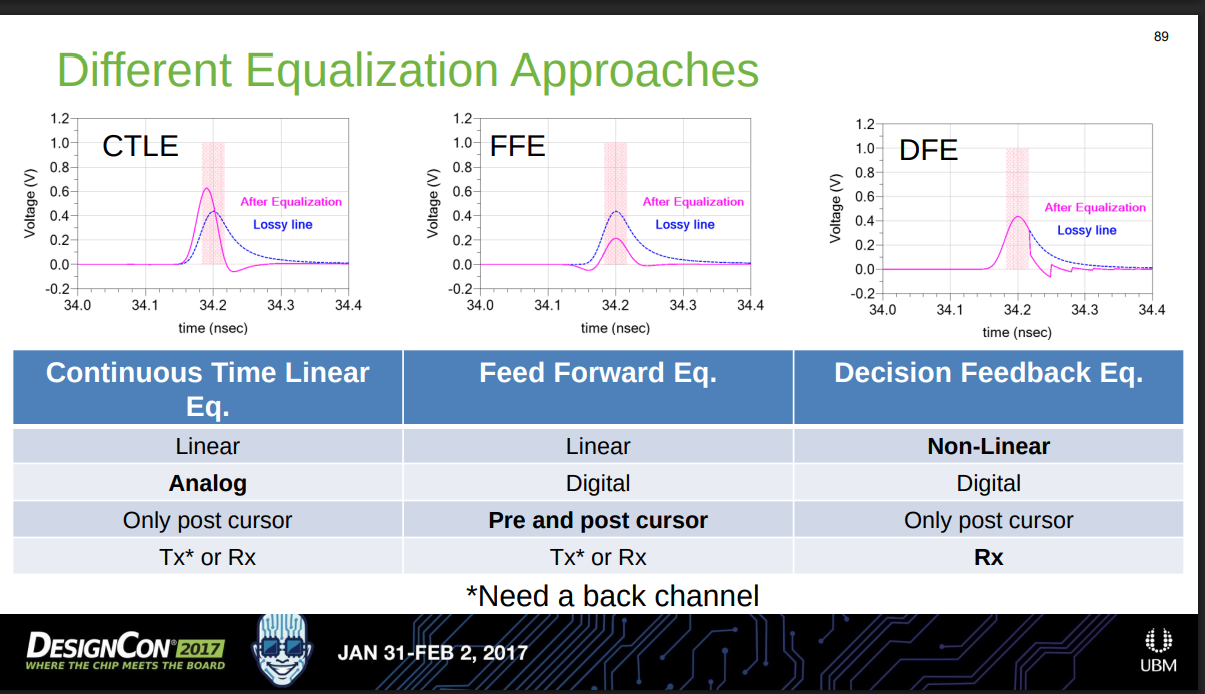 89
Different Equalization Approaches
1.2
1.0
0.8
0.6
0.4
0.2
0.0
-0.2
Voltage (V)
CTLE
After Equalization
Lossy line
34.0 34.1 34.2 34.3 34.4
time (nsec)
1.2
1.0
0.8
0.6
0.4
0.2
0.0
-0.2
Voltage (V)
FFE
After Equalization
Lossy line
34.0 34.1 34.2 34.3 34.4
time (nsec)
1.2
1.0
0.8
0.6
0.4
0.2
0.0
-0.2
Voltage (V)
DFE
After Equalization
Lossy line
34.0 34.1 34.2 34.3 34.4
time (nsec)
Continuous Time Linear
Eq.
Feed Forward Eq.
Decision Feedback Eq.
Linear Linear Non-Linear
Analog Digital Digital
Only post cursor Pre and post cursor Only post cursor
Tx* or Rx Tx* or Rx Rx
*Need a back channel
DESIGNCON® 2017
WHERE THE CHIP MEETS THE BOARD
JAN 31-FEB 2, 2017
UBM